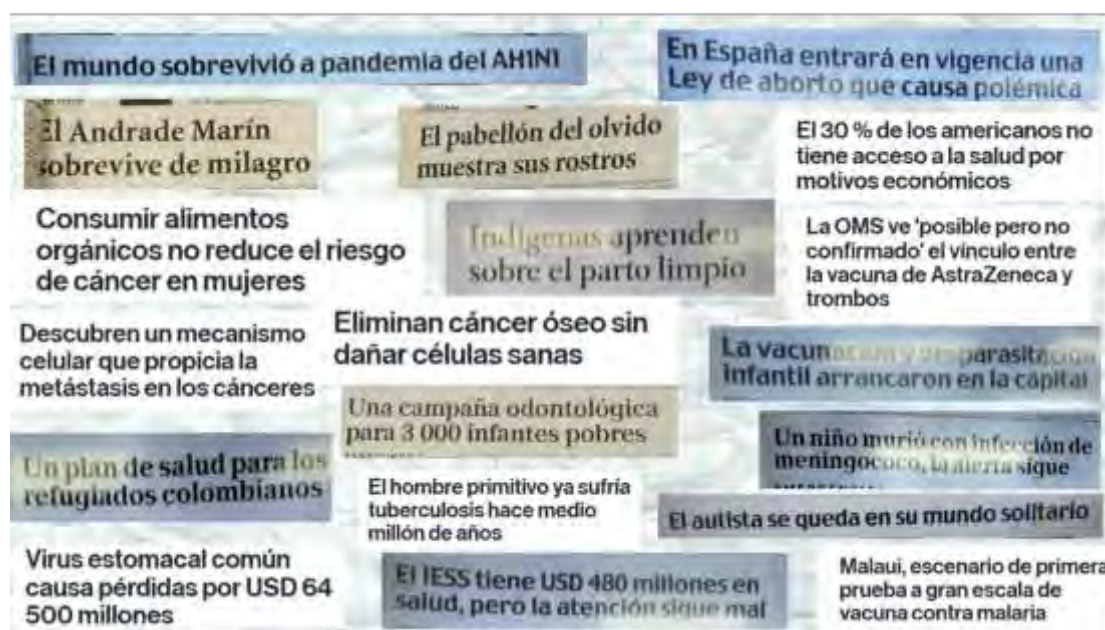 El mundo sobrevivió a pandemia del AH1N1
En España entrará en vigencia una
Ley de aborto que causa polémica
El Andrade Marín
sobrevive de milagro
El pabellón del olvido
muestra sus rostros
El 30 % de los americanos no
tiene acceso a la salud por
motivos económicos
Consumir alimentos
orgánicos no reduce el riesgo
de cáncer en mujeres
Indígenas aprenden
sobre el parto limpio
La OMS ve 'posible pero no
confirmado' el vínculo entre
la vacuna de AstraZeneca y
trombos
Descubren un mecanismo
celular que propicia la
metástasis en los cánceres
Eliminan cáncer óseo sin
dañar células sanas
La vacunación y desparasitación
infantil arrancaron en la capital
Una campaña odontológica
para 3 000 infantes pobres
Un niño murió con infección de
meningococo, la alerta sigue
Un plan de salud para los
refugiados colombianos
El hombre primitivo ya sufría
tuberculosis hace medio
millón de años
El autista se queda en su mundo solitario
Virus estomacal común
causa pérdidas por USD 64
500 millones
El IESS tiene USD 480 millones en
salud, pero la atención sigue mal
Malaui, escenario de primera
prueba a gran escala de
vacuna contra malaria